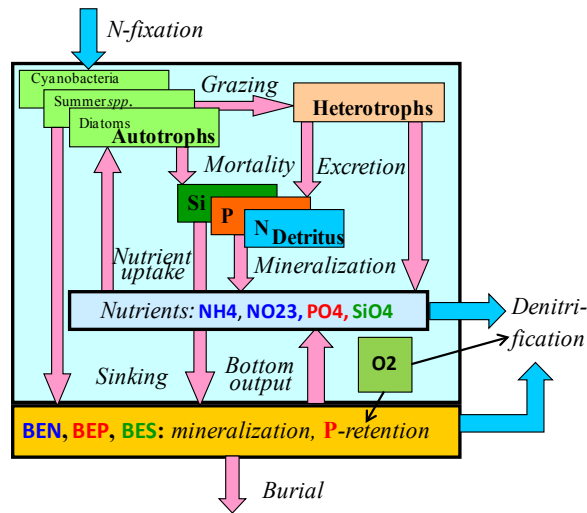 N-fixation
Cyanobacteria
Grazing
Summer spp.
Heterotrophs
Diatoms
Autotrophs
Mortality
Excretion
Si
P
N
Detritus
Nutrient
uptake
Mineralization
Nutrients: NH4, NO23, PO4, SiO4
Denitri-
fication
Sinking
Bottom
output
O2
BEN, BEP, BES: mineralization, P-retention
Burial